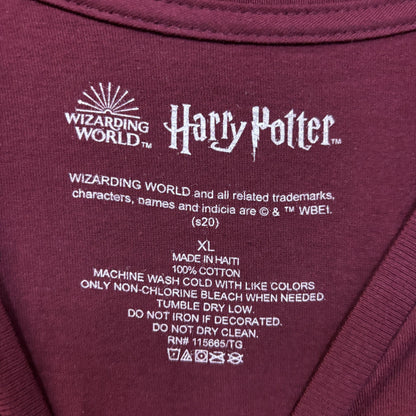 WIZARDING
WORLD™
Harry Potter™
WIZARDING WORLD and all related trademarks,
characters, names and indicia are © & ™ WBEI.
(s20)
XL
MADE IN HAITI
100% COTTON
MACHINE WASH COLD WITH LIKE COLORS
ONLY NON-CHLORINE BLEACH WHEN NEEDED.
TUMBLE DRY LOW.
DO NOT IRON IF DECORATED.
DO NOT DRY CLEAN.
RN# 115665/TG